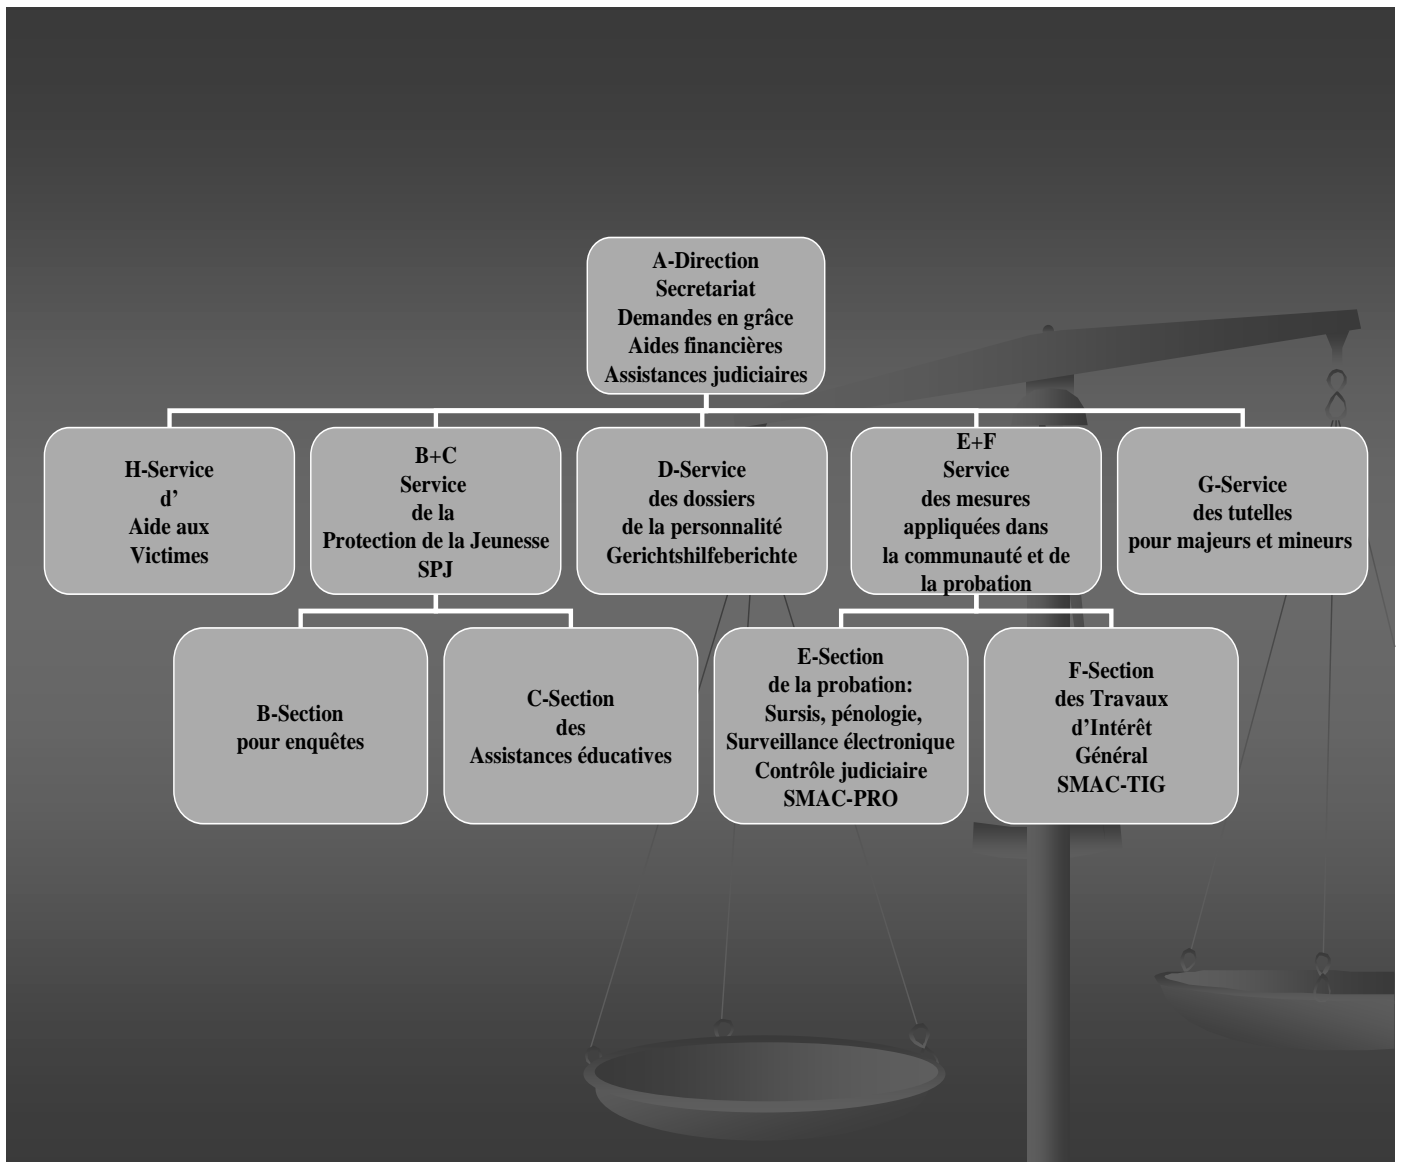 A-Direction
Secretariat
Demandes en grâce
Aides financières
Assistances judiciaires
H-Service
d’
Aide aux
Victimes
B+C
Service
de la
Protection de la Jeunesse
SPJ
D-Service
des dossiers
de la personnalité
Gerichtshilfeberichte
E+F
Service
des mesures
appliquées dans
la communauté et de
la probation
G-Service
des tutelles
pour majeurs et mineurs
B-Section
pour enquêtes
C-Section
des
Assistances éducatives
E-Section
de la probation:
Sursis, pénologie,
Surveillance électronique
Contrôle judiciaire
SMAC-PRO
F-Section
des Travaux
d’Intérêt
Général
SMAC-TIG